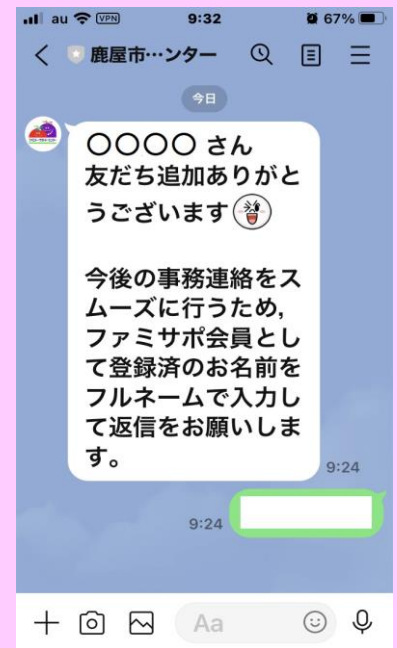 au VPN 9:32 67%
鹿屋市…ンター
今日
〇〇〇〇 さん
友だち追加ありがと
うございます
今後の事務連絡をス
ムーズに行うため,
ファミサポ会員とし
て登録済のお名前を
フルネームで入力し
て返信をお願いしま
す。
9:24
9:24
Aa